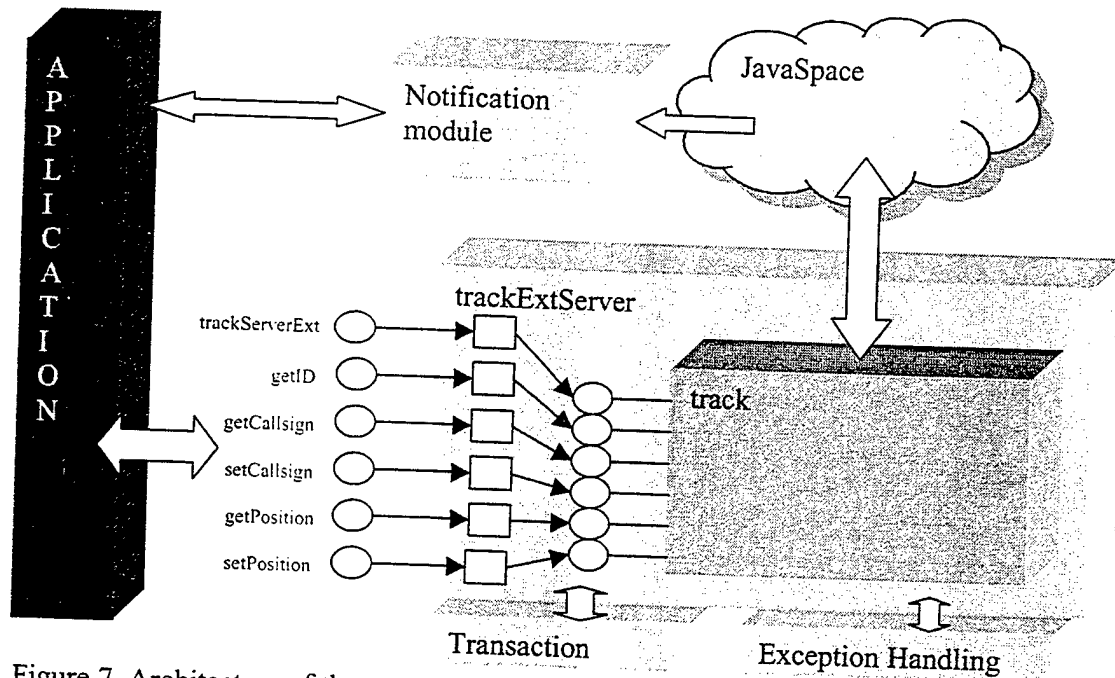 APPLICATION
Notification
module
JavaSpace
trackExtServer
trackServerExt
getID
getCallsign
setCallsign
getPosition
setPosition
track
Transaction
Exception Handling
Figure 7. Architecture of the